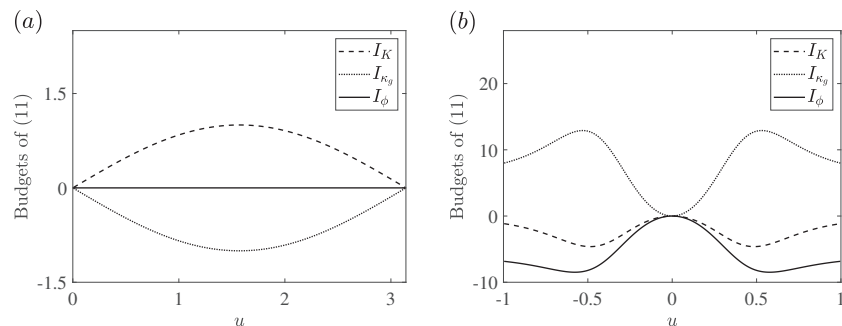 (a)
Budgets of (11)
1.5
0
-1.5
0
1
2
3
u
I_K
I_{κ_g}
I_ϕ
(b)
Budgets of (11)
20
10
0
-10
-1
-0.5
0
0.5
1
u
I_K
I_{κ_g}
I_ϕ